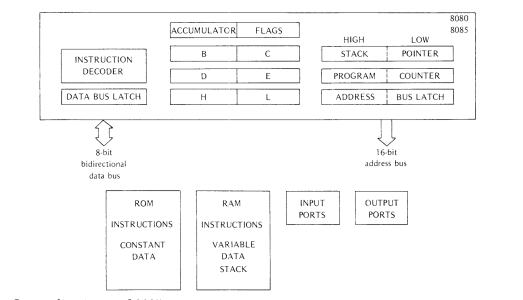 8080
8085
ACCUMULATOR FLAGS
HIGH LOW
B C
STACK POINTER
INSTRUCTION
DECODER
D E
PROGRAM COUNTER
DATA BUS LATCH
H L
ADDRESS BUS LATCH
8-bit
bidirectional
data bus
16-bit
address bus
ROM
INSTRUCTIONS
CONSTANT
DATA
RAM
INSTRUCTIONS
VARIABLE
DATA
STACK
INPUT
PORTS
OUTPUT
PORTS